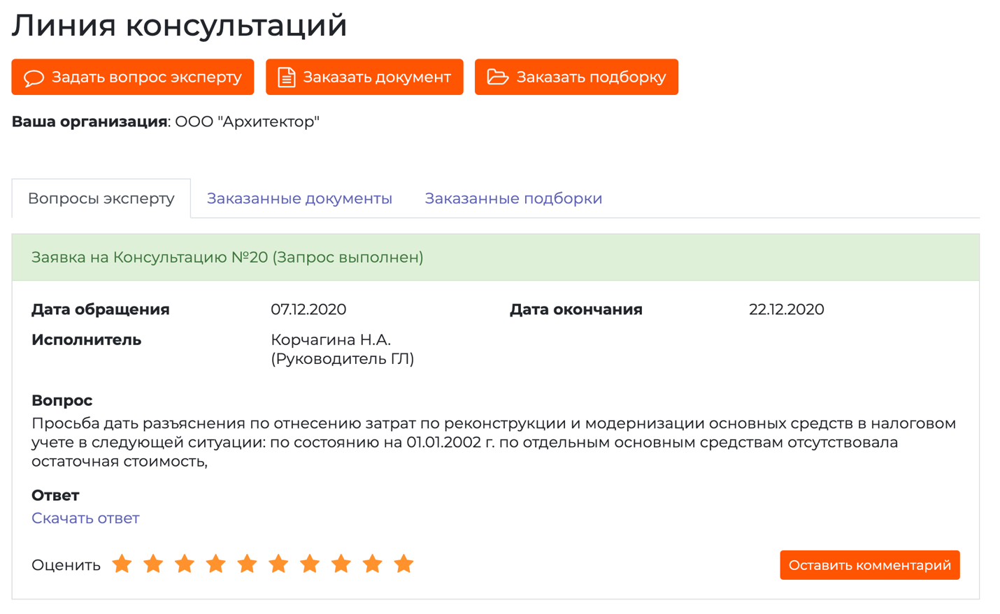 Линия консультаций
Задать вопрос эксперту
Заказать документ
Заказать подборку
Ваша организация: ООО "Архитектор"
Вопросы эксперту
Заказанные документы
Заказанные подборки
Заявка на Консультацию №20 (Запрос выполнен)
Дата обращения 07.12.2020 Дата окончания 22.12.2020
Исполнитель Корчагина Н.А.
(Руководитель ГЛ)
Вопрос
Просьба дать разъяснения по отнесению затрат по реконструкции и модернизации основных средств в налоговом
учете в следующей ситуации: по состоянию на 01.01.2002 г. по отдельным основным средствам отсутствовала
остаточная стоимость,
Ответ
Скачать ответ
Оценить
Оставить комментарий